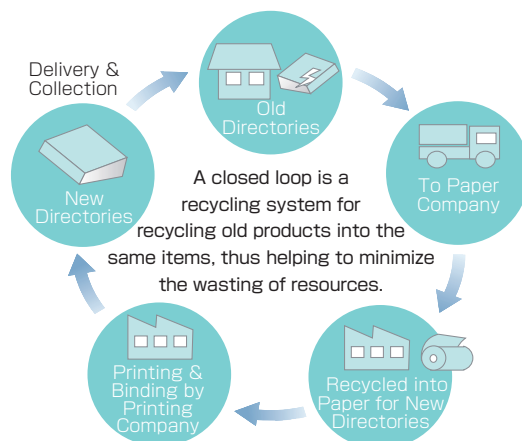 Delivery &
Collection
Old
Directories
To Paper
Company
Recycled into
Paper for New
Directories
Printing &
Binding by
Printing
Company
New
Directories
A closed loop is a
recycling system for
recycling old products into the
same items, thus helping to minimize
the wasting of resources.